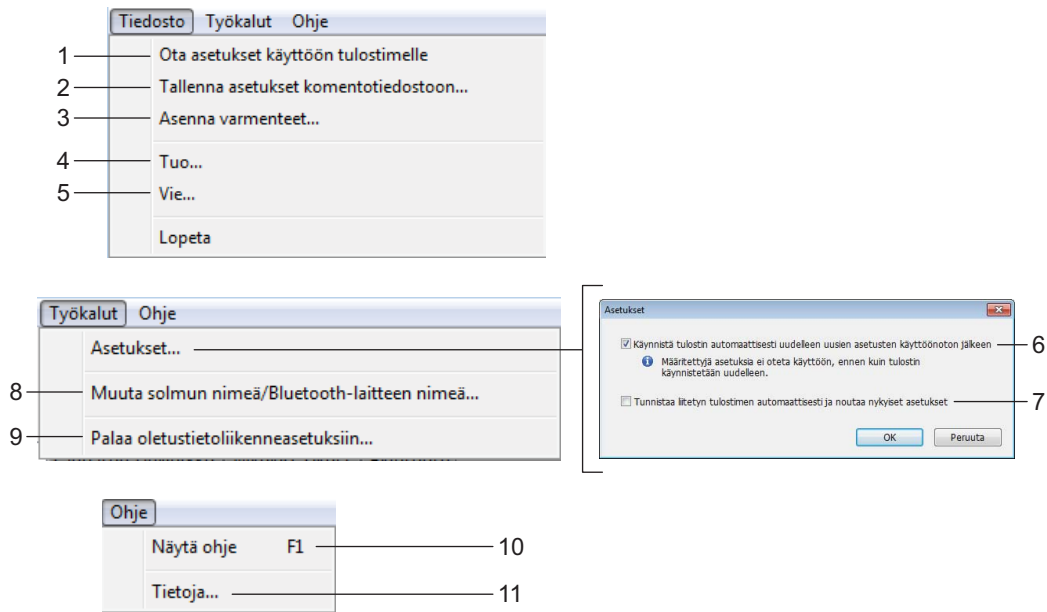 Tiedosto Työkalut Ohje
1 Ota asetukset käyttöön tulostimelle
2 Tallenna asetukset komentotiedostoon...
3 Asenna varmenteet...
4 Tuo...
5 Vie...
Lopeta
Työkalut Ohje
Asetukset...
8 Muuta solmun nimeä/Bluetooth-laitteen nimeä...
9 Palaa oletustietoliikenneasetuksiin...
Asetukset
Käynnistä tulostin automaattisesti uudelleen uusien asetusten käyttöönoton jälkeen 6
Määritettyjä asetuksia ei oteta käyttöön, ennen kuin tulostin
käynnistetään uudelleen.
Tunnistaa liitetyn tulostimen automaattisesti ja noutaa nykyiset asetukset 7
OK Peruuta
Ohje
Näytä ohje F1 10
Tietoja... 11